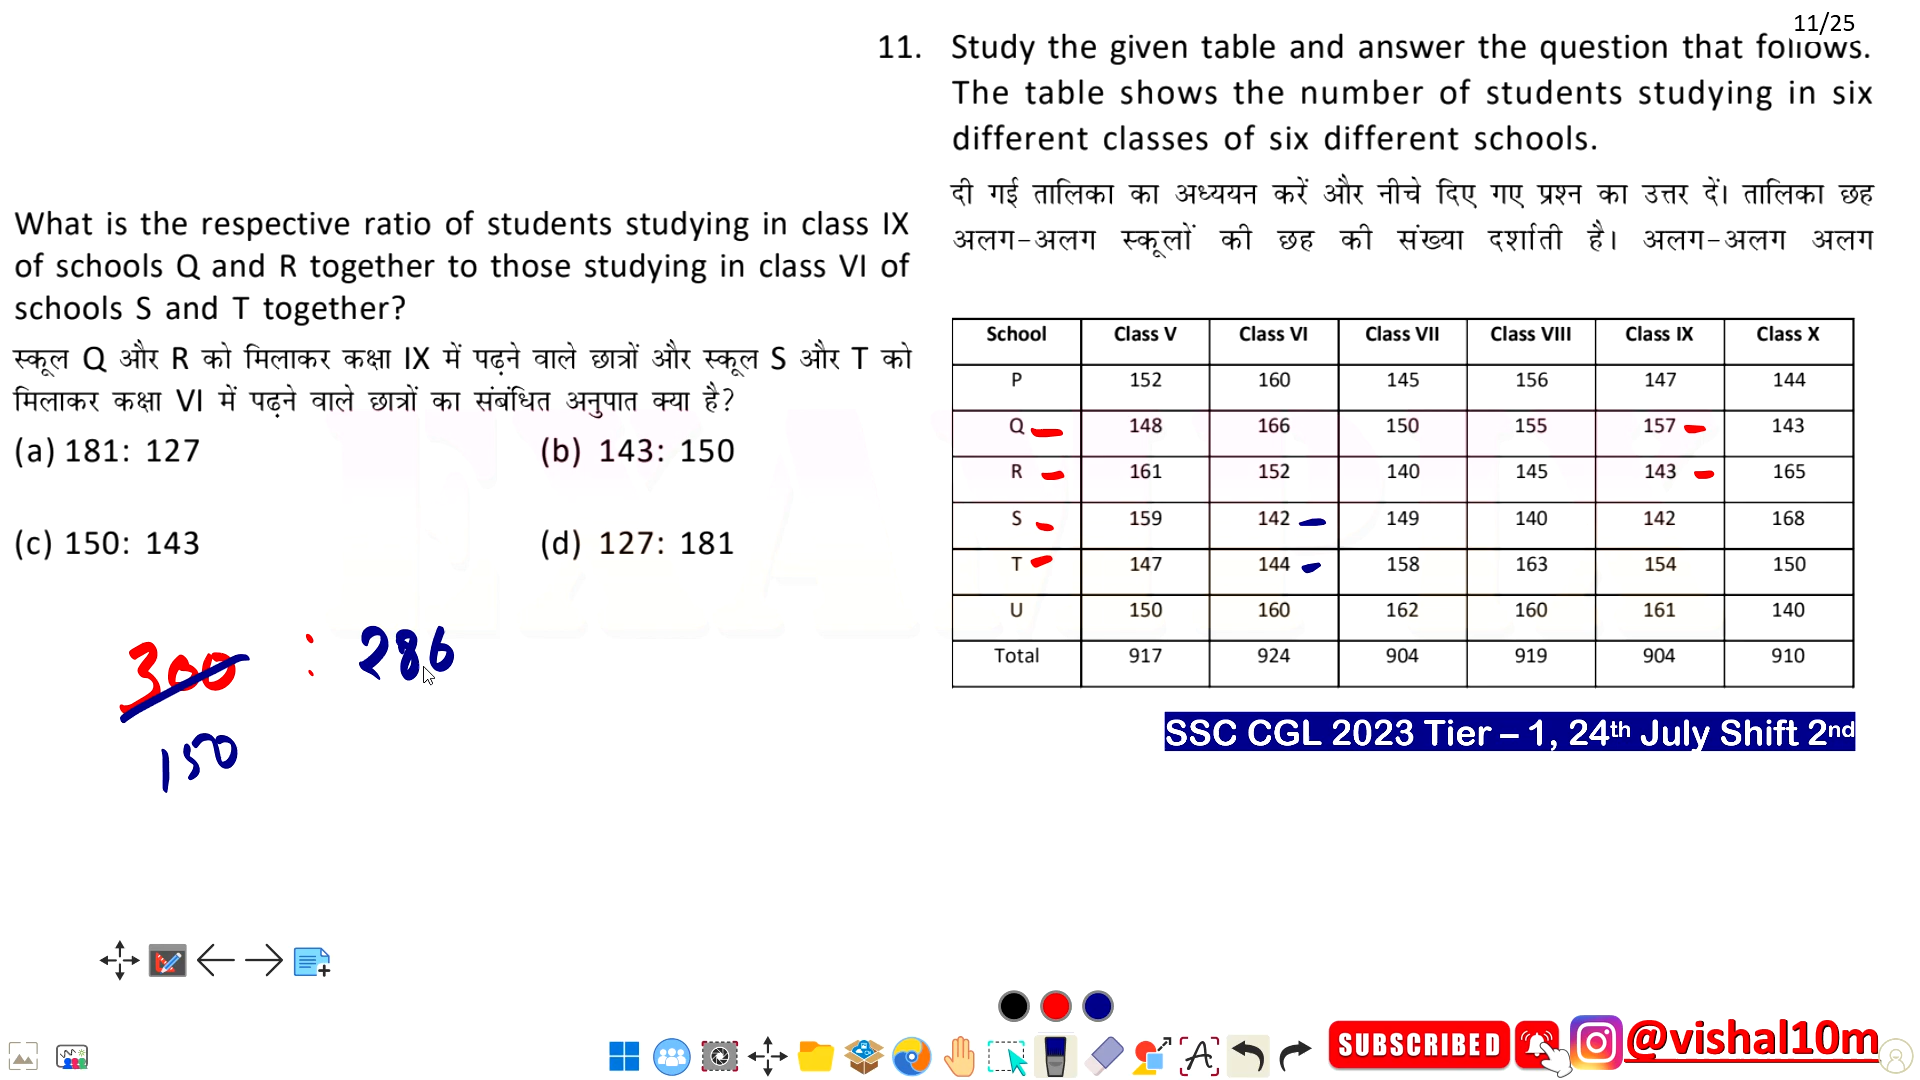 11/25
11. Study the given table and answer the question that follows.
The table shows the number of students studying in six
different classes of six different schools.
दी गई तालिका का अध्ययन करें और नीचे दिए गए प्रश्न का उत्तर दें। तालिका छह
अलग-अलग स्कूलों की छह की संख्या दर्शाती है। अलग-अलग अलग
What is the respective ratio of students studying in class IX
of schools Q and R together to those studying in class VI of
schools S and T together?
स्कूल Q और R को मिलाकर कक्षा IX में पढ़ने वाले छात्रों और स्कूल S और T को
मिलाकर कक्षा VI में पढ़ने वाले छात्रों का संबंधित अनुपात क्या है?
(a) 181: 127 (b) 143: 150
(c) 150: 143 (d) 127: 181
300 : 286
150
School Class V Class VI Class VII Class VIII Class IX Class X
P 152 160 145 156 147 144
Q 148 166 150 155 157 143
R 161 152 140 145 143 165
S 159 142 149 140 142 168
T 147 144 158 163 154 150
U 150 160 162 160 161 140
Total 917 924 904 919 904 910
SSC CGL 2023 Tier – 1, 24th July Shift 2nd
SUBSCRIBED
@vishal10m